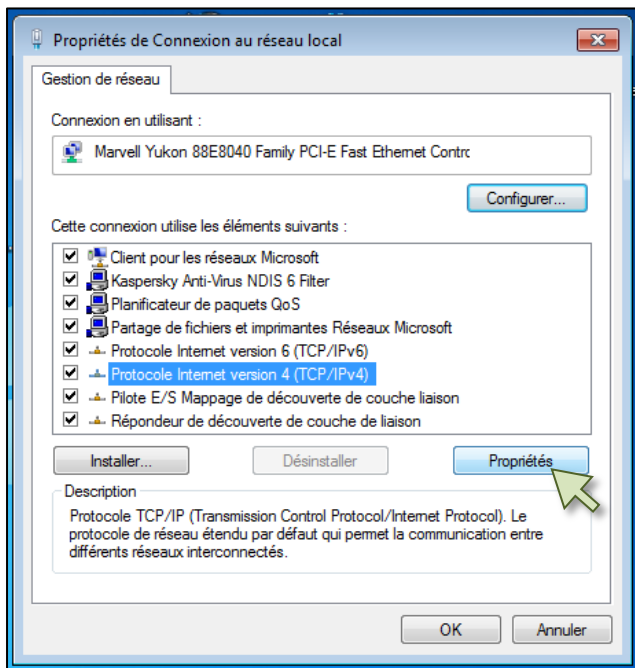 Propriétés de Connexion au réseau local
Gestion de réseau
Connexion en utilisant :
Marvell Yukon 88E8040 Family PCI-E Fast Ethernet Contrc
Configurer...
Cette connexion utilise les éléments suivants :
Client pour les réseaux Microsoft
Kaspersky Anti-Virus NDIS 6 Filter
Planificateur de paquets QoS
Partage de fichiers et imprimantes Réseaux Microsoft
Protocole Internet version 6 (TCP/IPv6)
Protocole Internet version 4 (TCP/IPv4)
Pilote E/S Mappage de découverte de couche liaison
Répondeur de découverte de couche de liaison
Installer... Désinstaller Propriétés
Description
Protocole TCP/IP (Transmission Control Protocol/Internet Protocol). Le
protocole de réseau étendu par défaut qui permet la communication entre
différents réseaux interconnectés.
OK Annuler